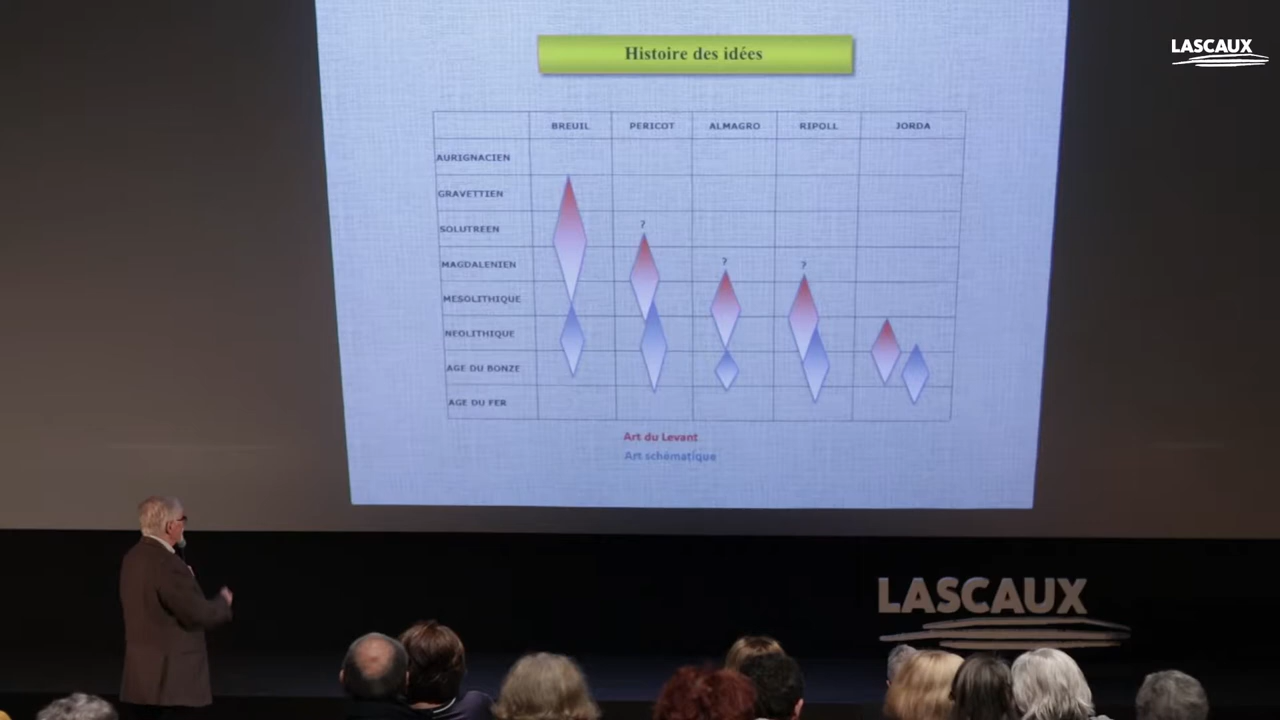 LASCAUX
Histoire des idées
BREUIL PERICOT ALMAGRO RIPOLL JORDA
AURIGNACIEN
GRAVETTIEN
SOLUTREEN
?
MAGDALENIEN ? ?
MESOLITHIQUE
NEOLITHIQUE
AGE DU BONZE
AGE DU FER
Art du Levant
Art schématique
LASCAUX